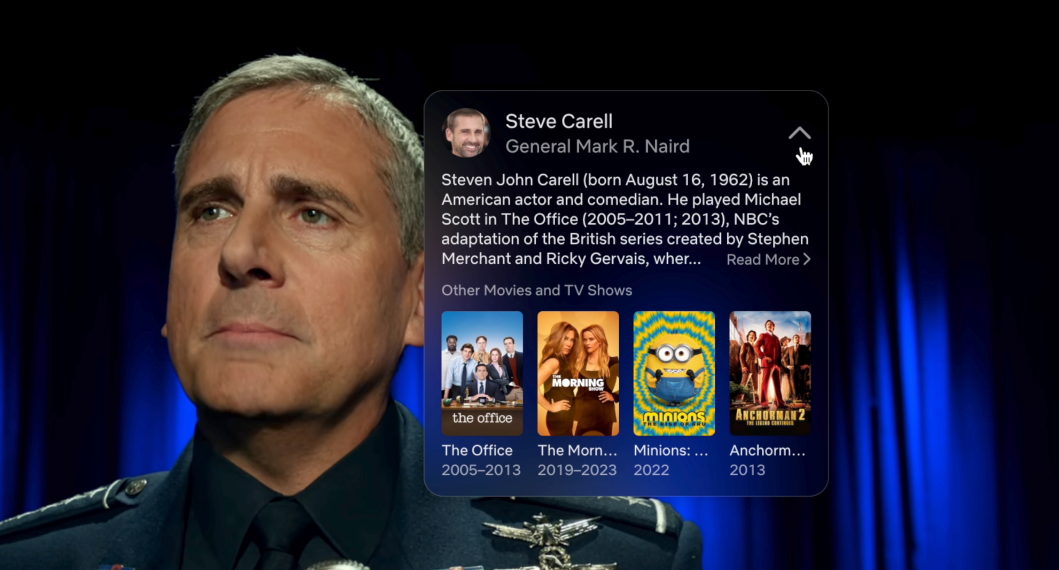 Steve Carell
General Mark R. Naird
Steven John Carell (born August 16, 1962) is an
American actor and comedian. He played Michael
Scott in The Office (2005–2011; 2013), NBC's
adaptation of the British series created by Stephen
Merchant and Ricky Gervais, wher... Read More >
Other Movies and TV Shows
the office
THE MORNING SHOW
MINIONS
THE RISE OF GRU
ANCHORMAN 2
THE LEGEND CONTINUES
The Office
2005–2013
The Morn...
2019–2023
Minions: ...
2022
Anchorm...
2013